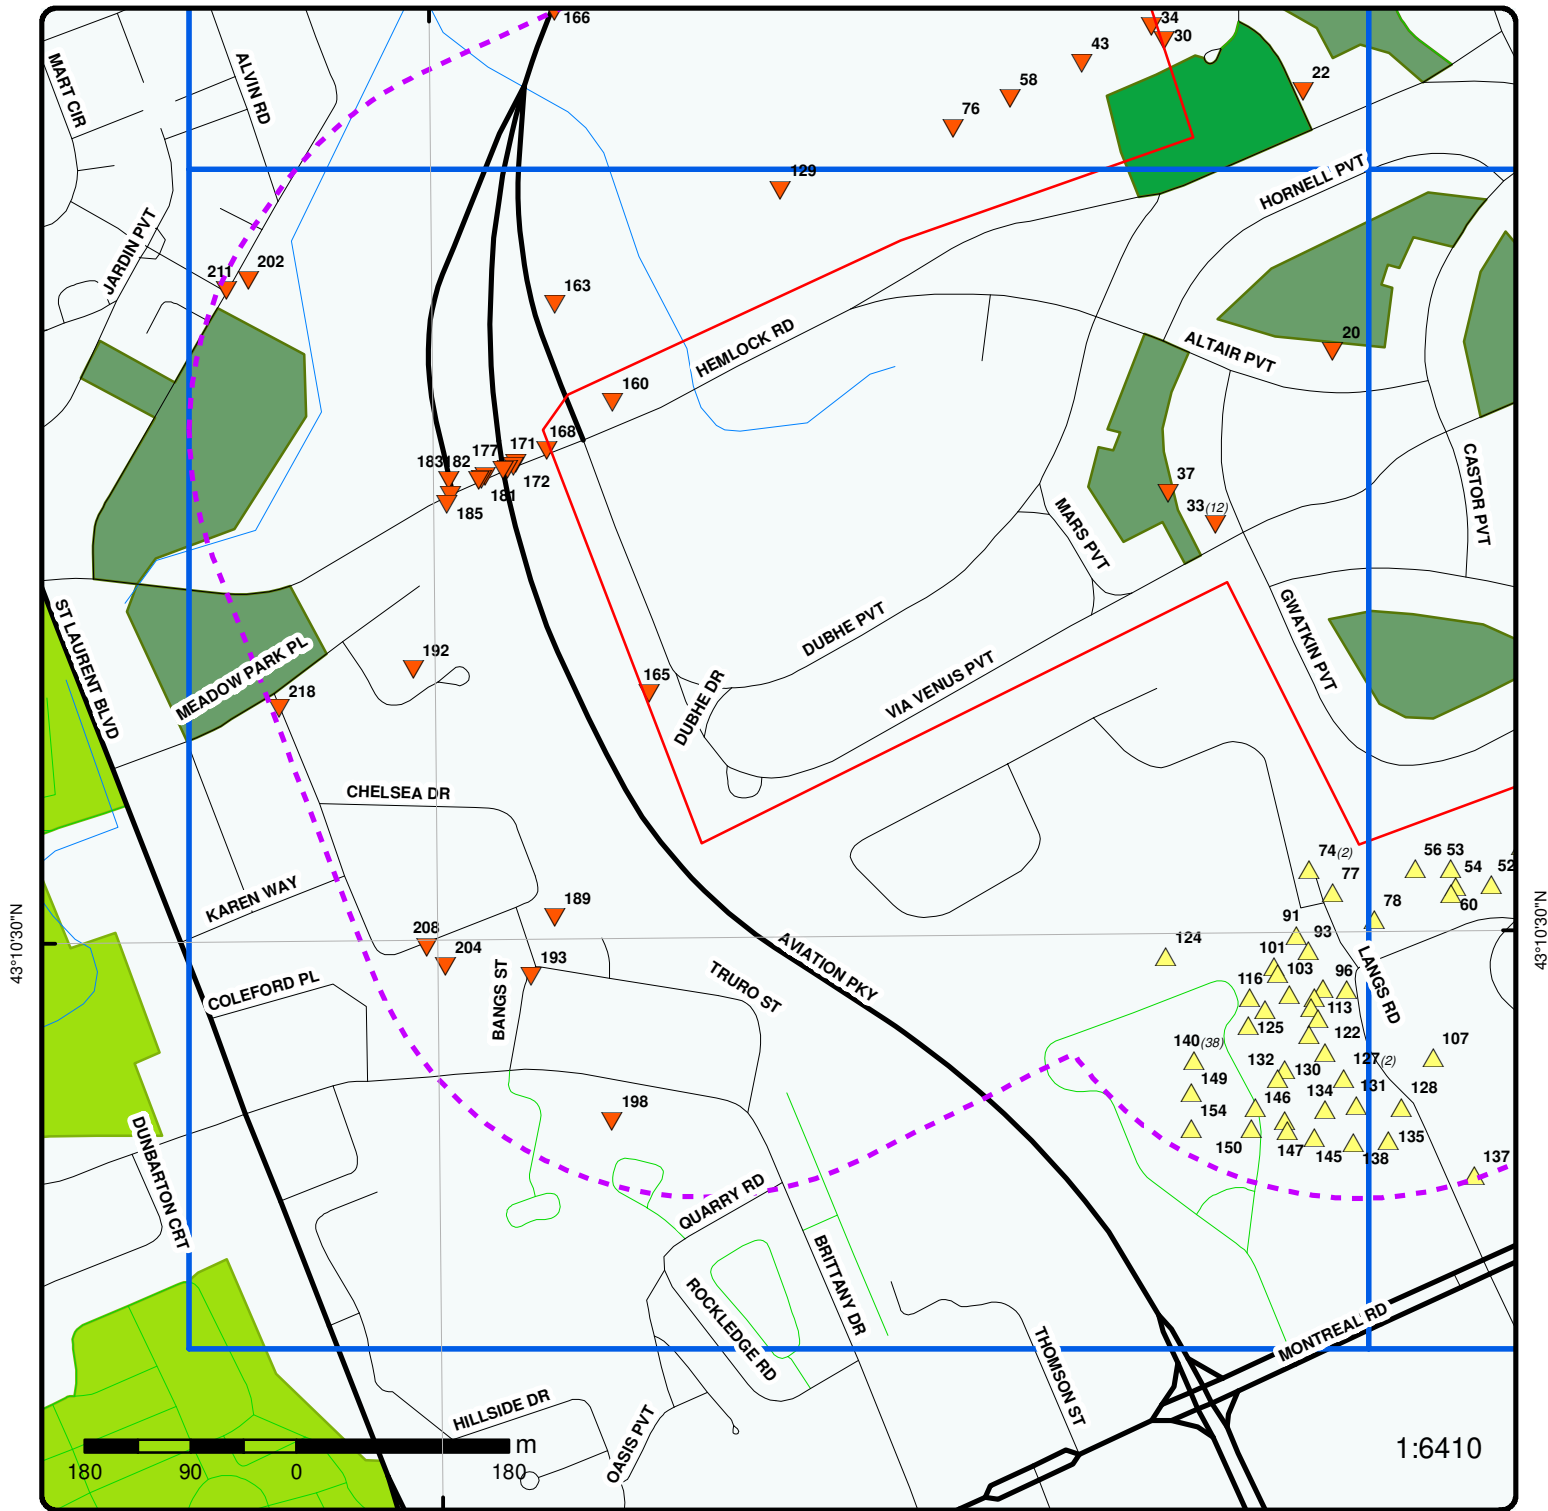 166
34
30
43
22
58
76
MART CIR
ALVIN RD
129
HORNELL PVT
JARDIN PVT
211
202
163
20
HEMLOCK RD
ALTAIR PVT
160
168
171
177
183
182
172
181
185
37
33(12)
CASTOR PVT
MARS PVT
ST LAURENT BLVD
DUBHE PVT
GWATKIN PVT
MEADOW PARK PL
192
218
165
DUBHE DR
VIA VENUS PVT
CHELSEA DR
74(2)
56
53
54
52
77
60
78
KAREN WAY
189
208
204
193
91
93
124
101
103
96
116
113
125
122
LANGS RD
43°10'30"N
43°10'30"N
AVIATION PKY
TRURO ST
BANGS ST
COLEFORD PL
140(38)
132
130
127(2)
107
149
146
134
131
128
154
150
147
145
138
135
137
198
DUNBARTON CRT
QUARRY RD
BRITTANY DR
ROCKLEDGE RD
MONTREAL RD
THOMSON ST
HILLSIDE DR
OASIS PVT
m
180
90
0
180
1:6410